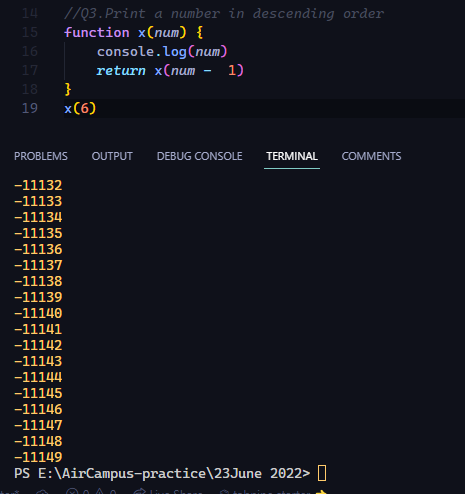 14 //Q3.Print a number in descending order
15 function x(num) {
16 console.log(num)
17 return x(num - 1)
18 }
19 x(6)
PROBLEMS OUTPUT DEBUG CONSOLE TERMINAL COMMENTS
-11132
-11133
-11134
-11135
-11136
-11137
-11138
-11139
-11140
-11141
-11142
-11143
-11144
-11145
-11146
-11147
-11148
-11149
PS E:\AirCampus-practice\23June 2022>